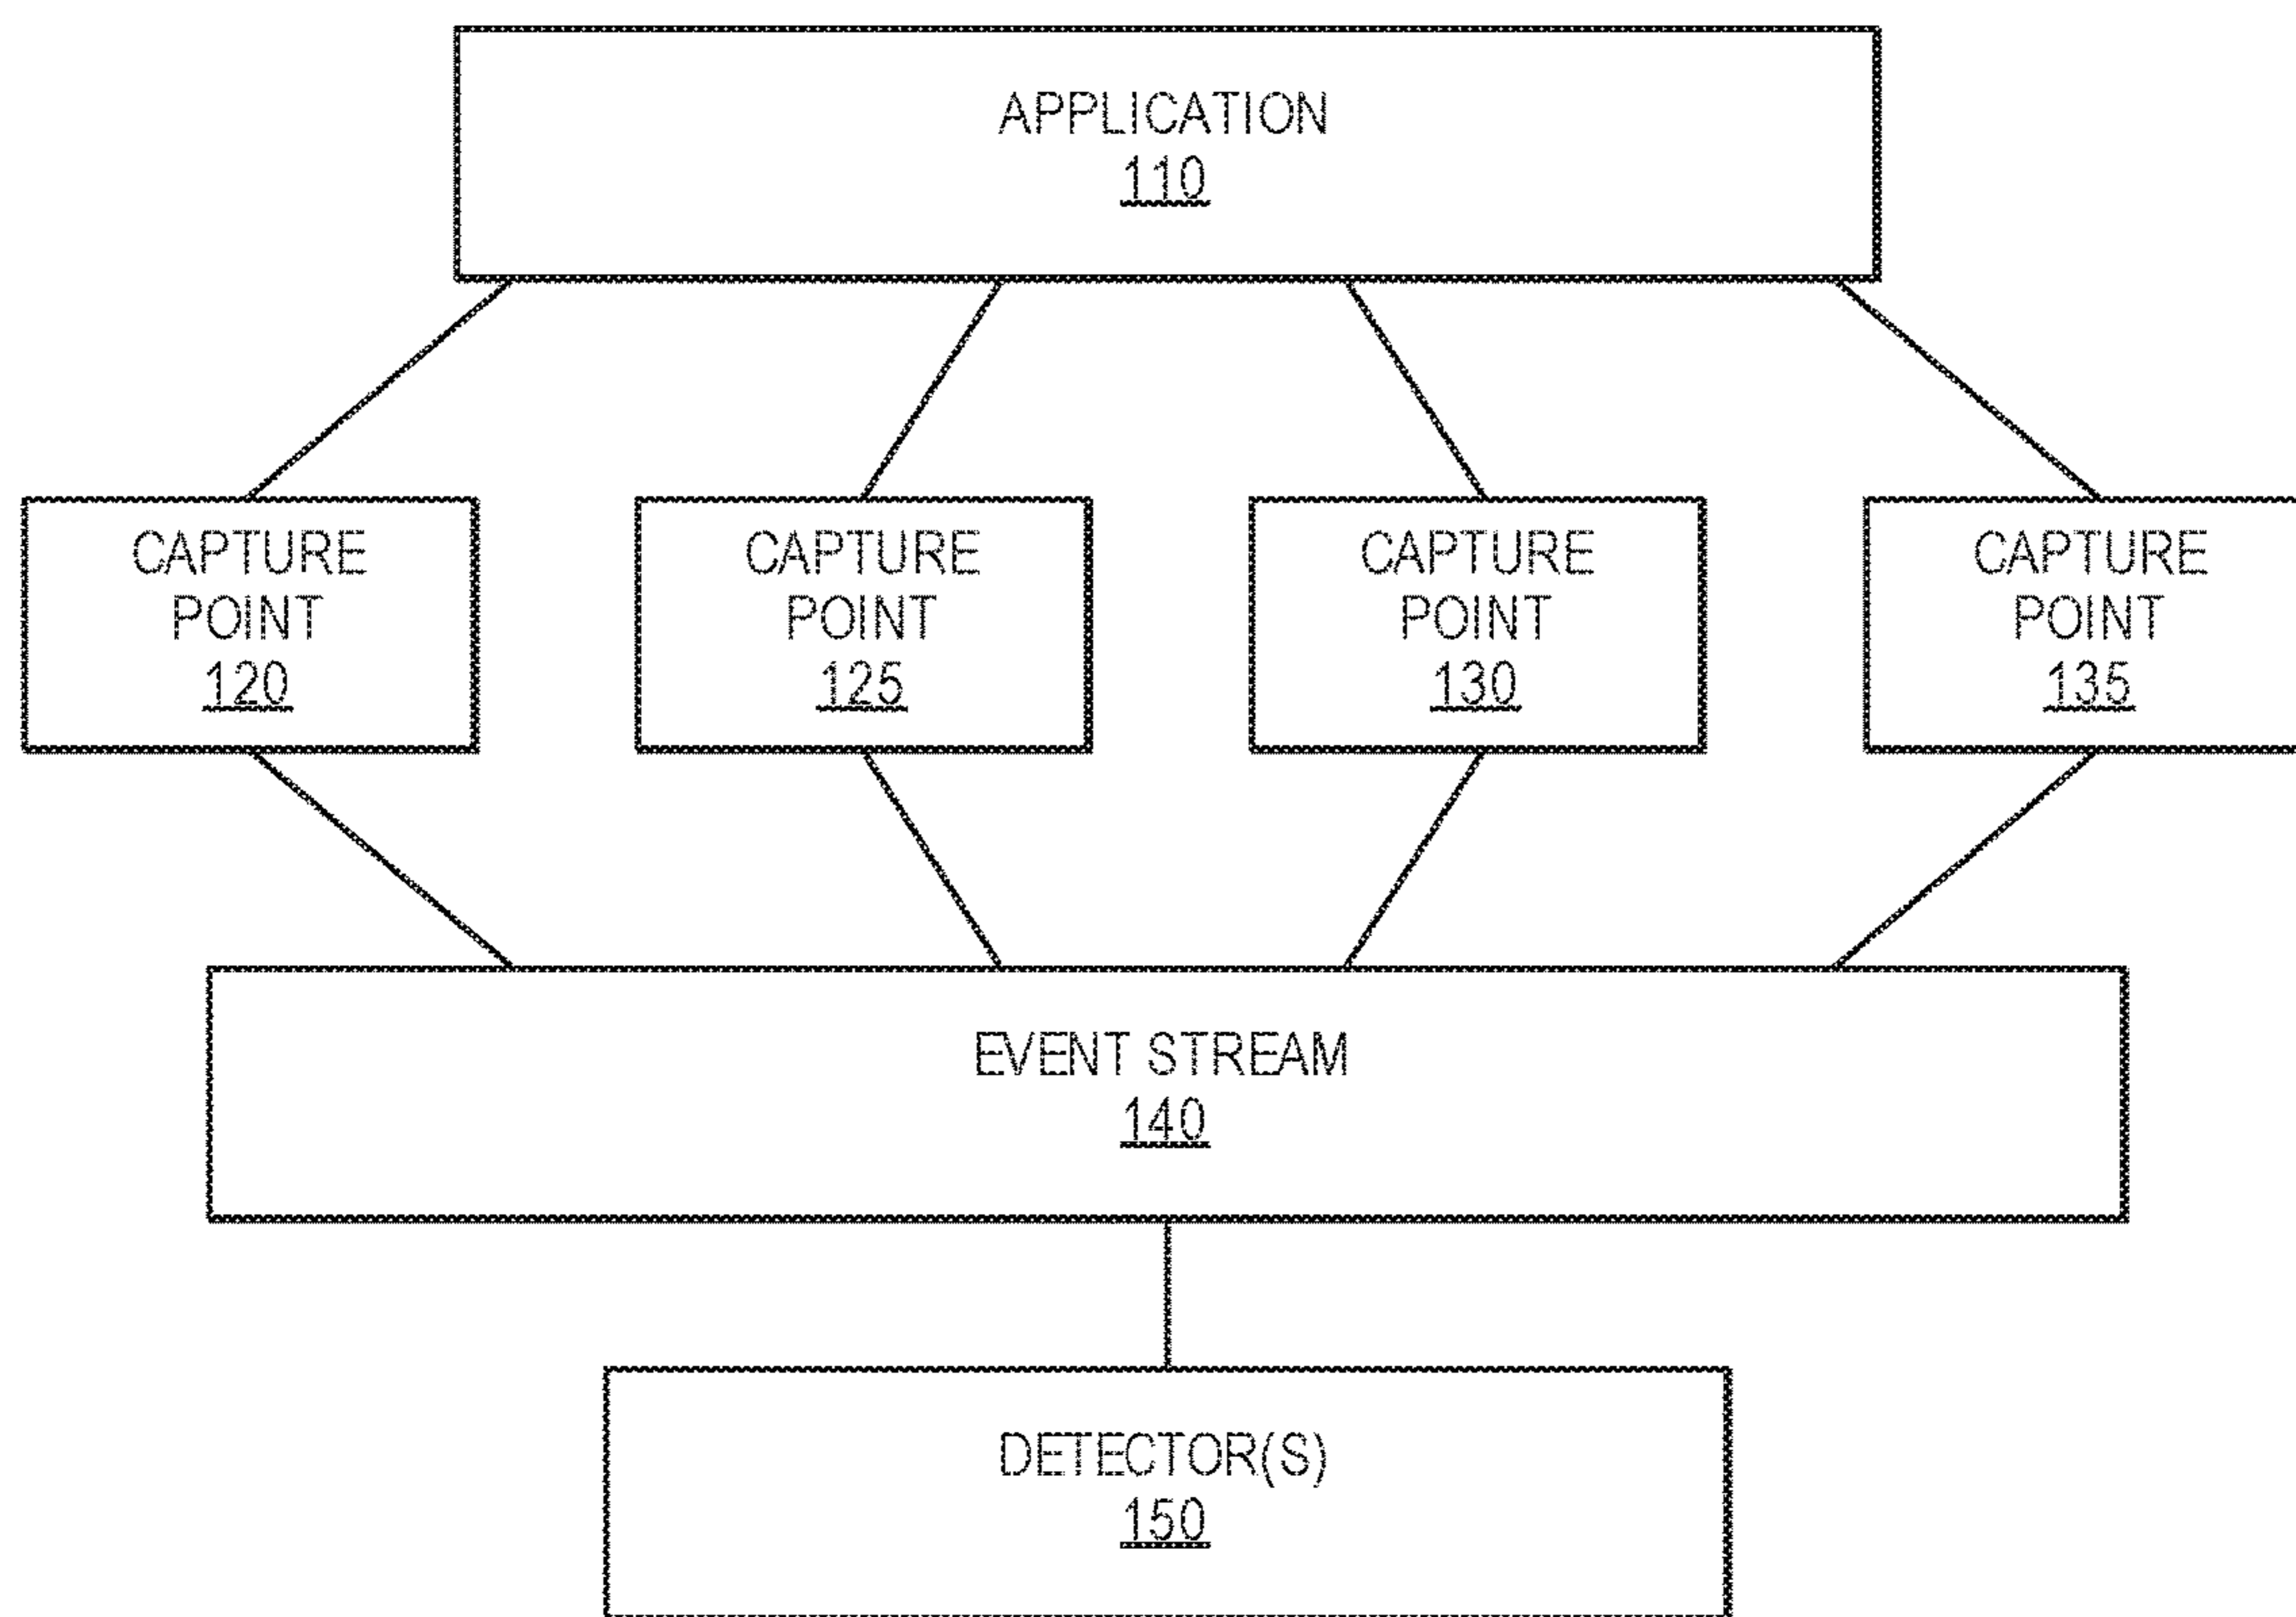 APPLICATION
110
CAPTURE
POINT
120
CAPTURE
POINT
125
CAPTURE
POINT
130
CAPTURE
POINT
135
EVENT STREAM
140
DETECTOR(S)
150